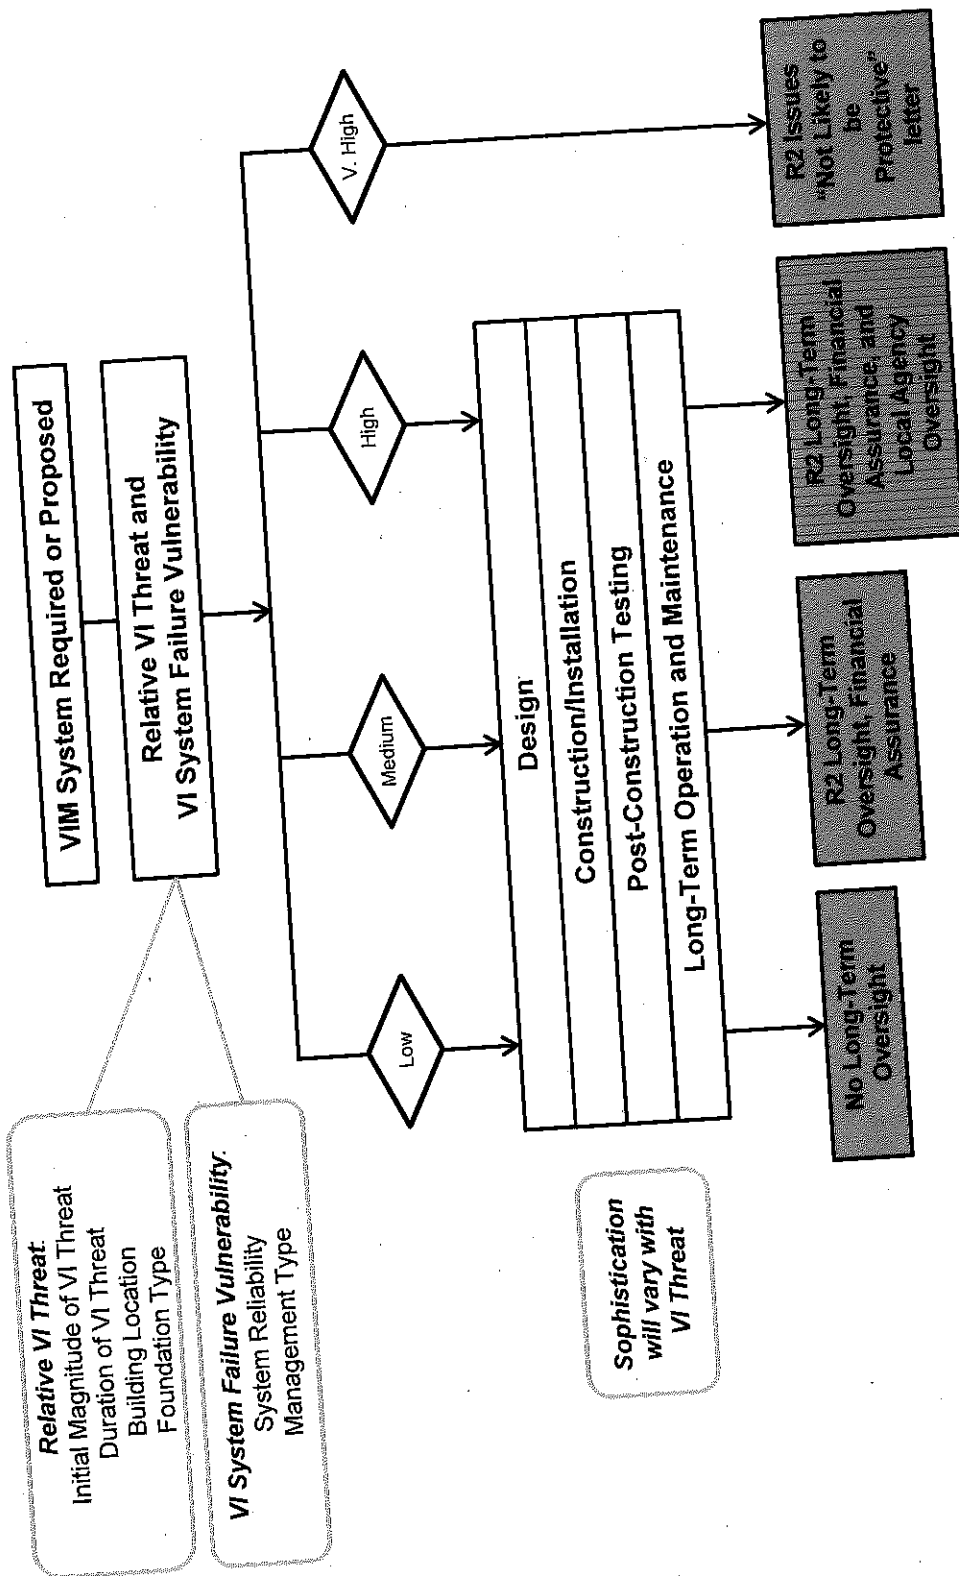 VIM System Required or Proposed
Relative VI Threat and
VI System Failure Vulnerability
Relative VI Threat:
Initial Magnitude of VI Threat
Duration of VI Threat
Building Location
Foundation Type
VI System Failure Vulnerability:
System Reliability
Management Type
Low
Medium
High
V. High
Sophistication
will vary with
VI Threat
Design
Construction/Installation
Post-Construction Testing
Long-Term Operation and Maintenance
No Long-Term
Oversight
R2 Long-Term
Oversight, Financial
Assurance
R2 Long-Term
Oversight, Financial
Assurance, and
Local Agency
Oversight
R2 Issues
“Not Likely to
be
Protective”
letter